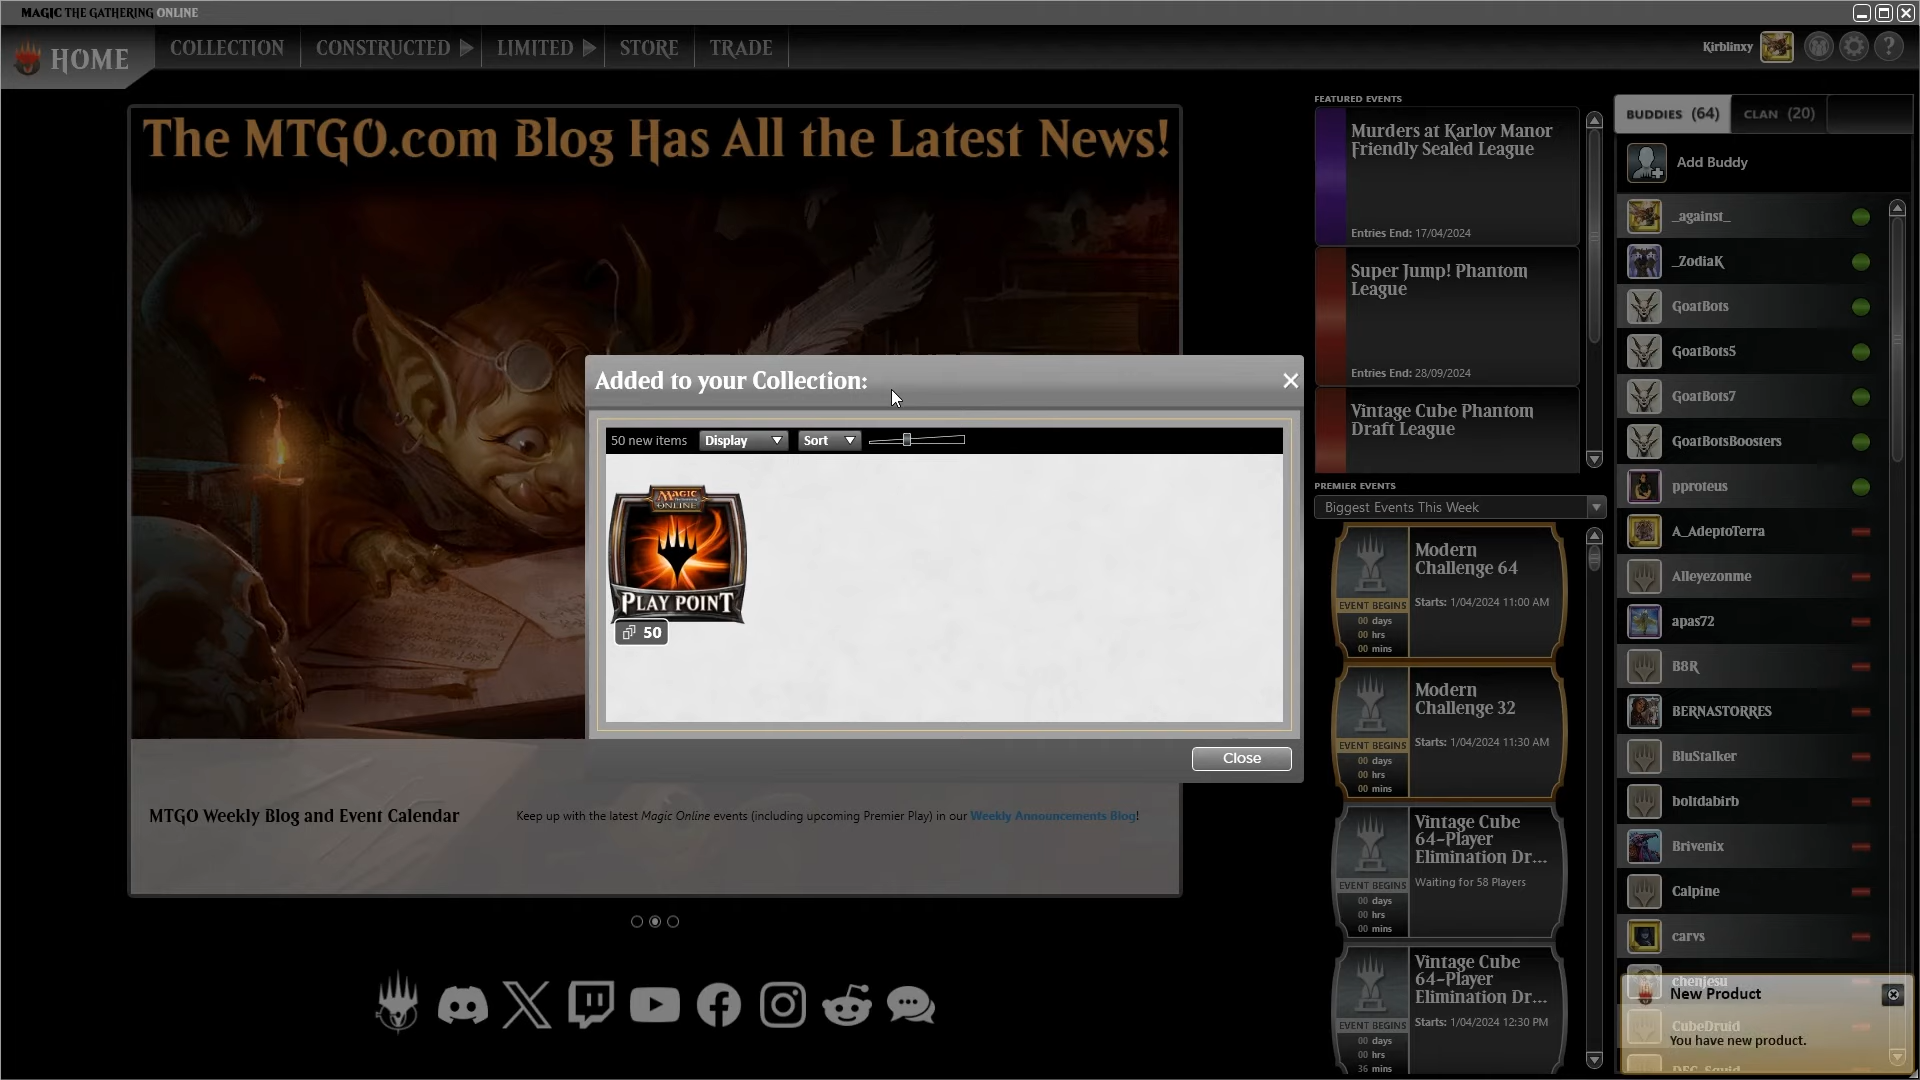 MAGIC THE GATHERING ONLINE
HOME
COLLECTION
CONSTRUCTED
LIMITED
STORE
TRADE
Kirblinxy
?
The MTGO.com Blog Has All the Latest News!
MTGO Weekly Blog and Event Calendar
Keep up with the latest Magic Online events (including upcoming Premier Play) in our Weekly Announcements Blog!
Added to your Collection:
50 new items
Display
Sort
MAGIC
ONLINE
PLAY POINT
50
Close
FEATURED EVENTS
Murders at Karlov Manor
Friendly Sealed League
Entries End: 17/04/2024
Super Jump! Phantom
League
Entries End: 28/09/2024
Vintage Cube Phantom
Draft League
PREMIER EVENTS
Biggest Events This Week
Modern
Challenge 64
Starts: 1/04/2024 11:00 AM
EVENT BEGINS
00 days
00 hrs
00 mins
Modern
Challenge 32
Starts: 1/04/2024 11:30 AM
EVENT BEGINS
00 days
00 hrs
00 mins
Vintage Cube
64-Player
Elimination Dr...
Waiting for 58 Players
EVENT BEGINS
00 days
00 hrs
00 mins
Vintage Cube
64-Player
Elimination Dr...
Starts: 1/04/2024 12:30 PM
EVENT BEGINS
00 days
00 hrs
36 mins
BUDDIES (64)
CLAN (20)
Add Buddy
_against_
_ZodiaK
GoatBots
GoatBots5
GoatBots7
GoatBotsBoosters
pproteus
A_AdeptoTerra
Alleyezonme
apas72
B8R
BERNASTORRES
BluStalker
boltdabirb
Brivenix
Calpine
carvs
chenjesu
New Product
CubeDruid
You have new product.